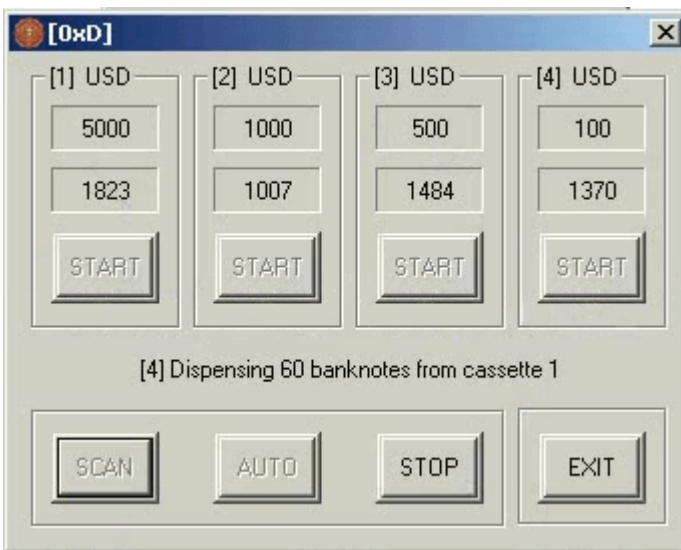 [0xD]
[1] USD [2] USD [3] USD [4] USD
5000 1000 500 100
1823 1007 1484 1370
START START START START
[4] Dispensing 60 banknotes from cassette 1
SCAN AUTO STOP EXIT